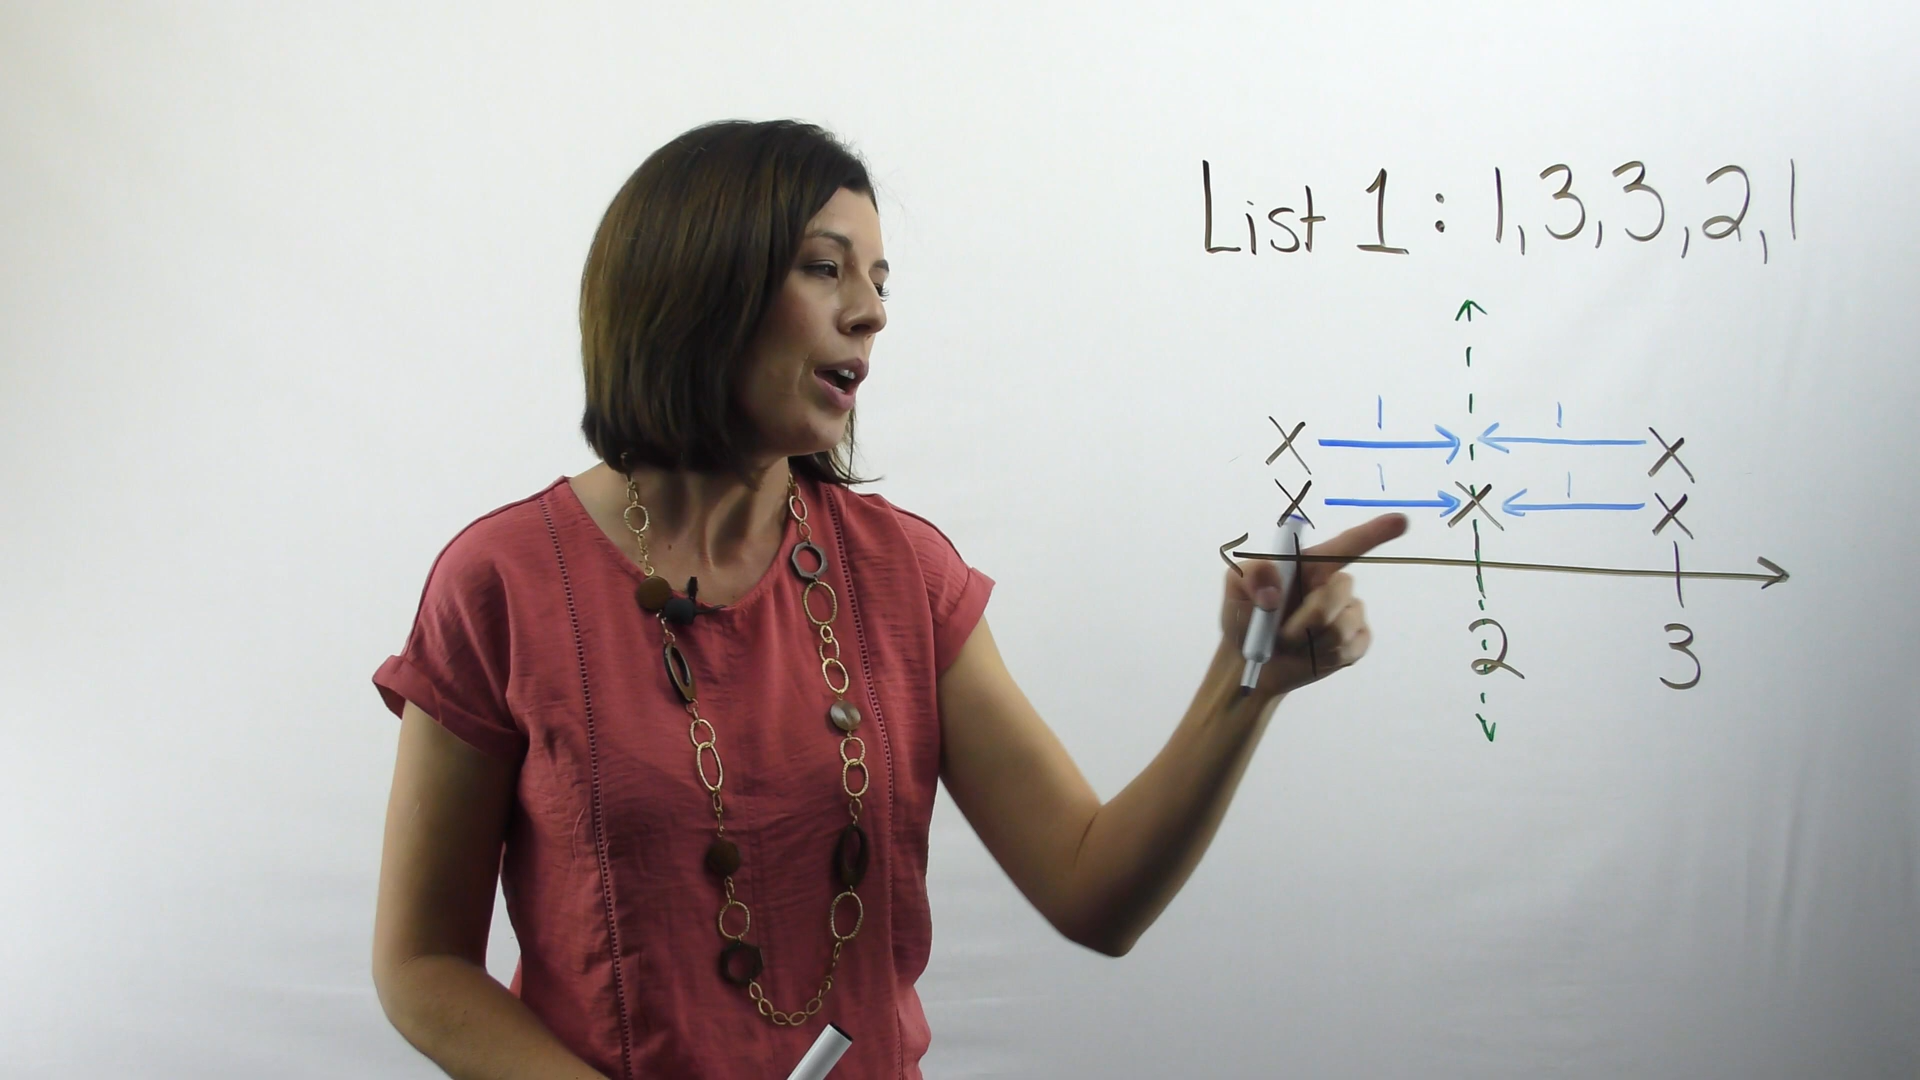 List 1 : 1, 3, 3, 2, 1
1 1
X X
1 1
X X X
1 2 3